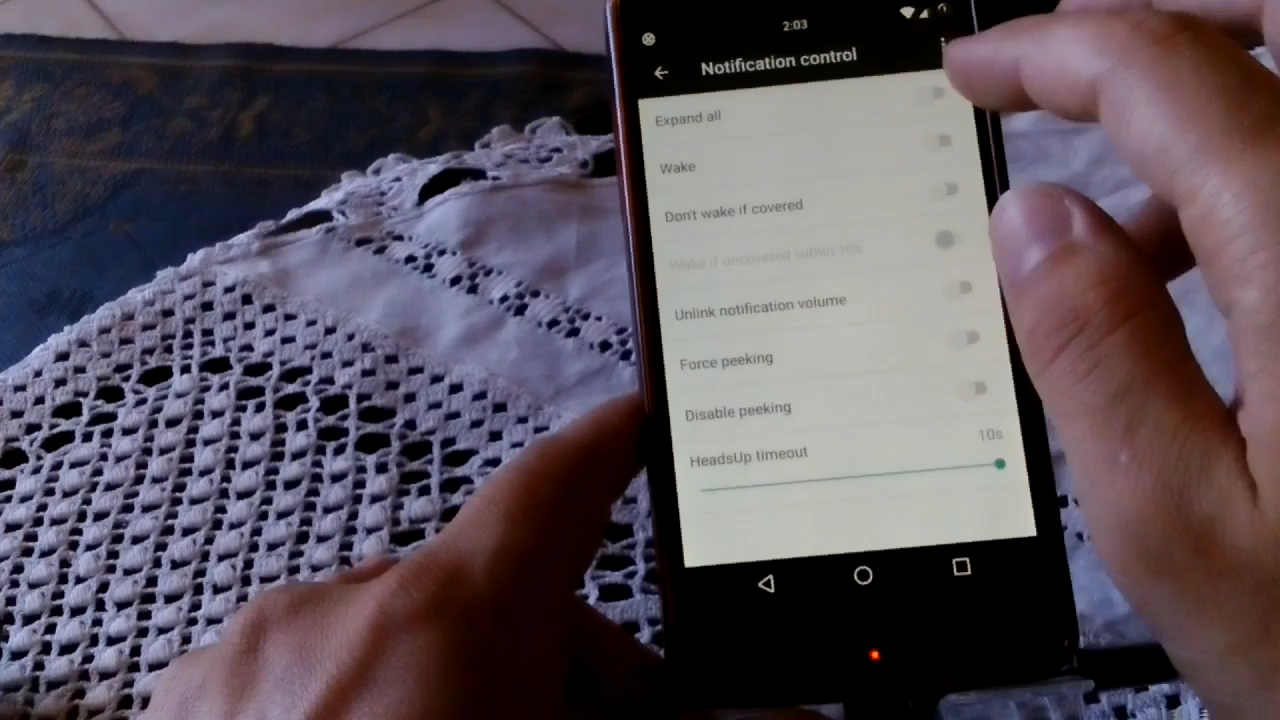 2:03
Notification control
Expand all
Wake
Don't wake if covered
Wake if uncovered within 10s
Unlink notification volume
Force peeking
Disable peeking
10s
HeadsUp timeout